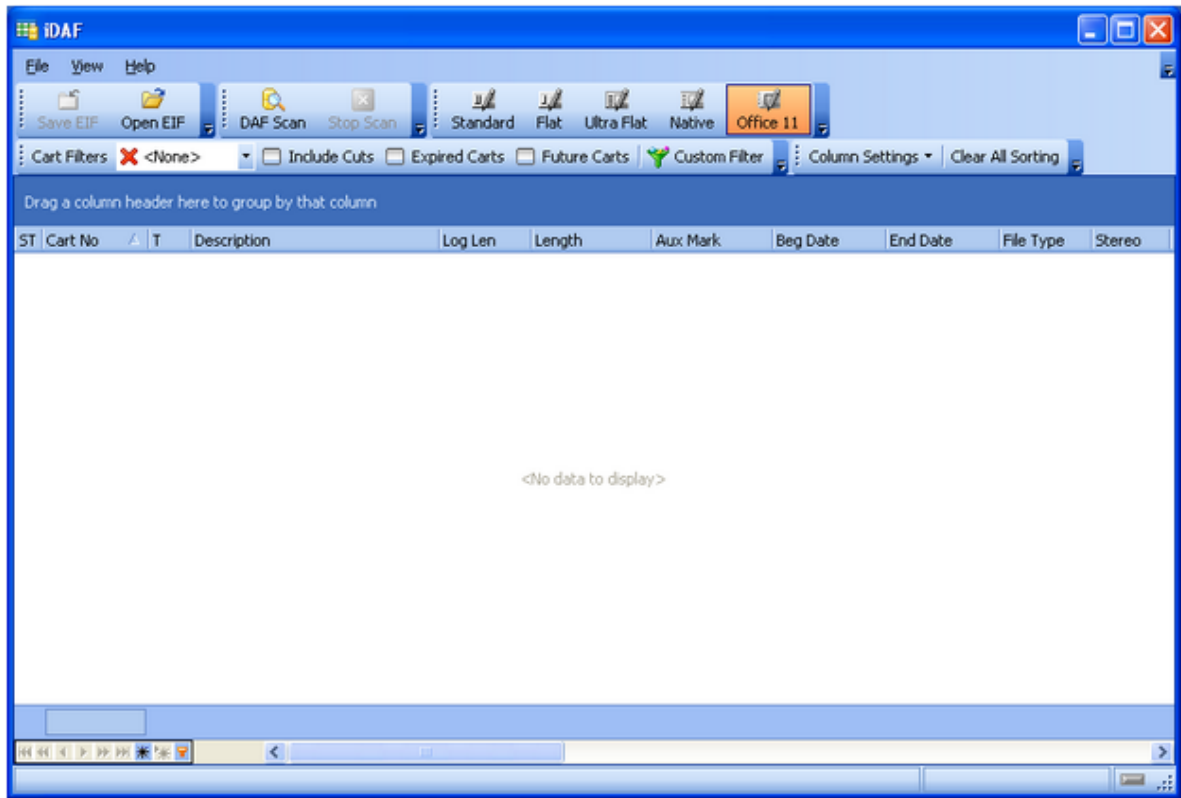 iDAF
File View Help
Save EIF Open EIF DAF Scan Stop Scan Standard Flat Ultra Flat Native Office 11
Cart Filters <None> Include Cuts Expired Carts Future Carts Custom Filter Column Settings Clear All Sorting
Drag a column header here to group by that column
ST Cart No T Description Log Len Length Aux Mark Beg Date End Date File Type Stereo
<No data to display>